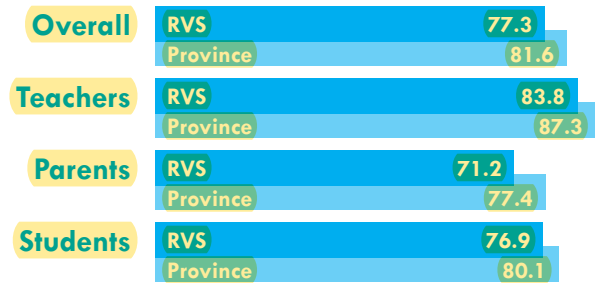 Overall
RVS 77.3
Province 81.6
Teachers
RVS 83.8
Province 87.3
Parents
RVS 71.2
Province 77.4
Students
RVS 76.9
Province 80.1